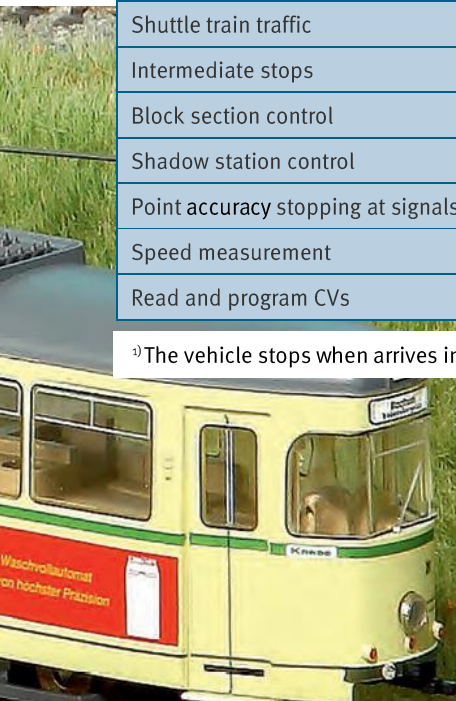 Shuttle train traffic
Intermediate stops
Block section control
Shadow station control
Point accuracy stopping at signals
Speed measurement
Read and program CVs
1) The vehicle stops when arrives in
Waschvollautomat
von höchster Präzision